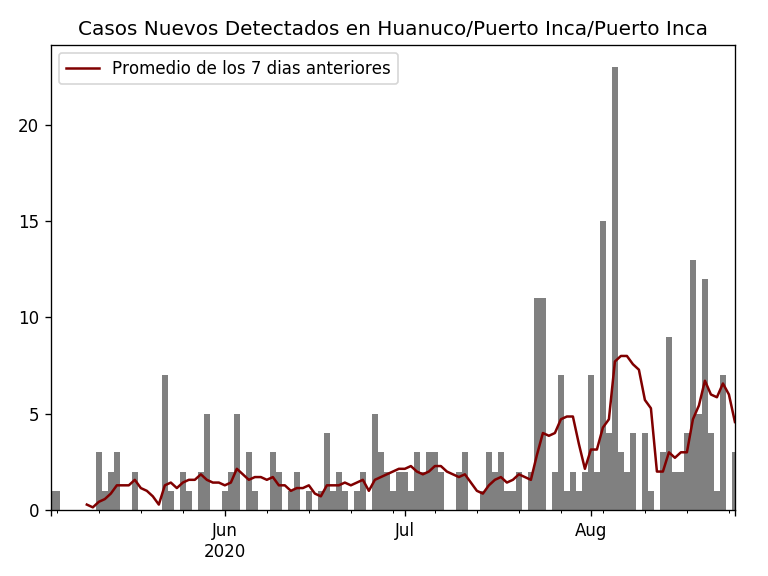 Casos Nuevos Detectados en Huanuco/Puerto Inca/Puerto Inca
Promedio de los 7 dias anteriores
20
15
10
5
0
Jun
2020
Jul
Aug